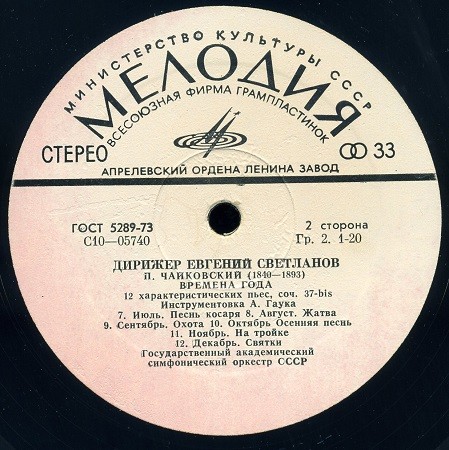 МИНИСТЕРСТВО КУЛЬТУРЫ СССР
МЕЛОДИЯ
ВСЕСОЮЗНАЯ ФИРМА ГРАМПЛАСТИНОК
СТЕРЕО
33
АПРЕЛЕВСКИЙ ОРДЕНА ЛЕНИНА ЗАВОД
ГОСТ 5289-73
2 сторона
С10—05740
Гр. 2. 1-20
ДИРИЖЕР ЕВГЕНИЙ СВЕТЛАНОВ
П. ЧАЙКОВСКИЙ (1840—1893)
ВРЕМЕНА ГОДА
12 характеристических пьес, соч. 37-bis
Инструментовка А. Гаука
7. Июль. Песнь косаря 8. Август. Жатва
9. Сентябрь. Охота 10. Октябрь Осенняя песнь
11. Ноябрь. На тройке
12. Декабрь. Святки
Государственный академический
симфонический оркестр СССР